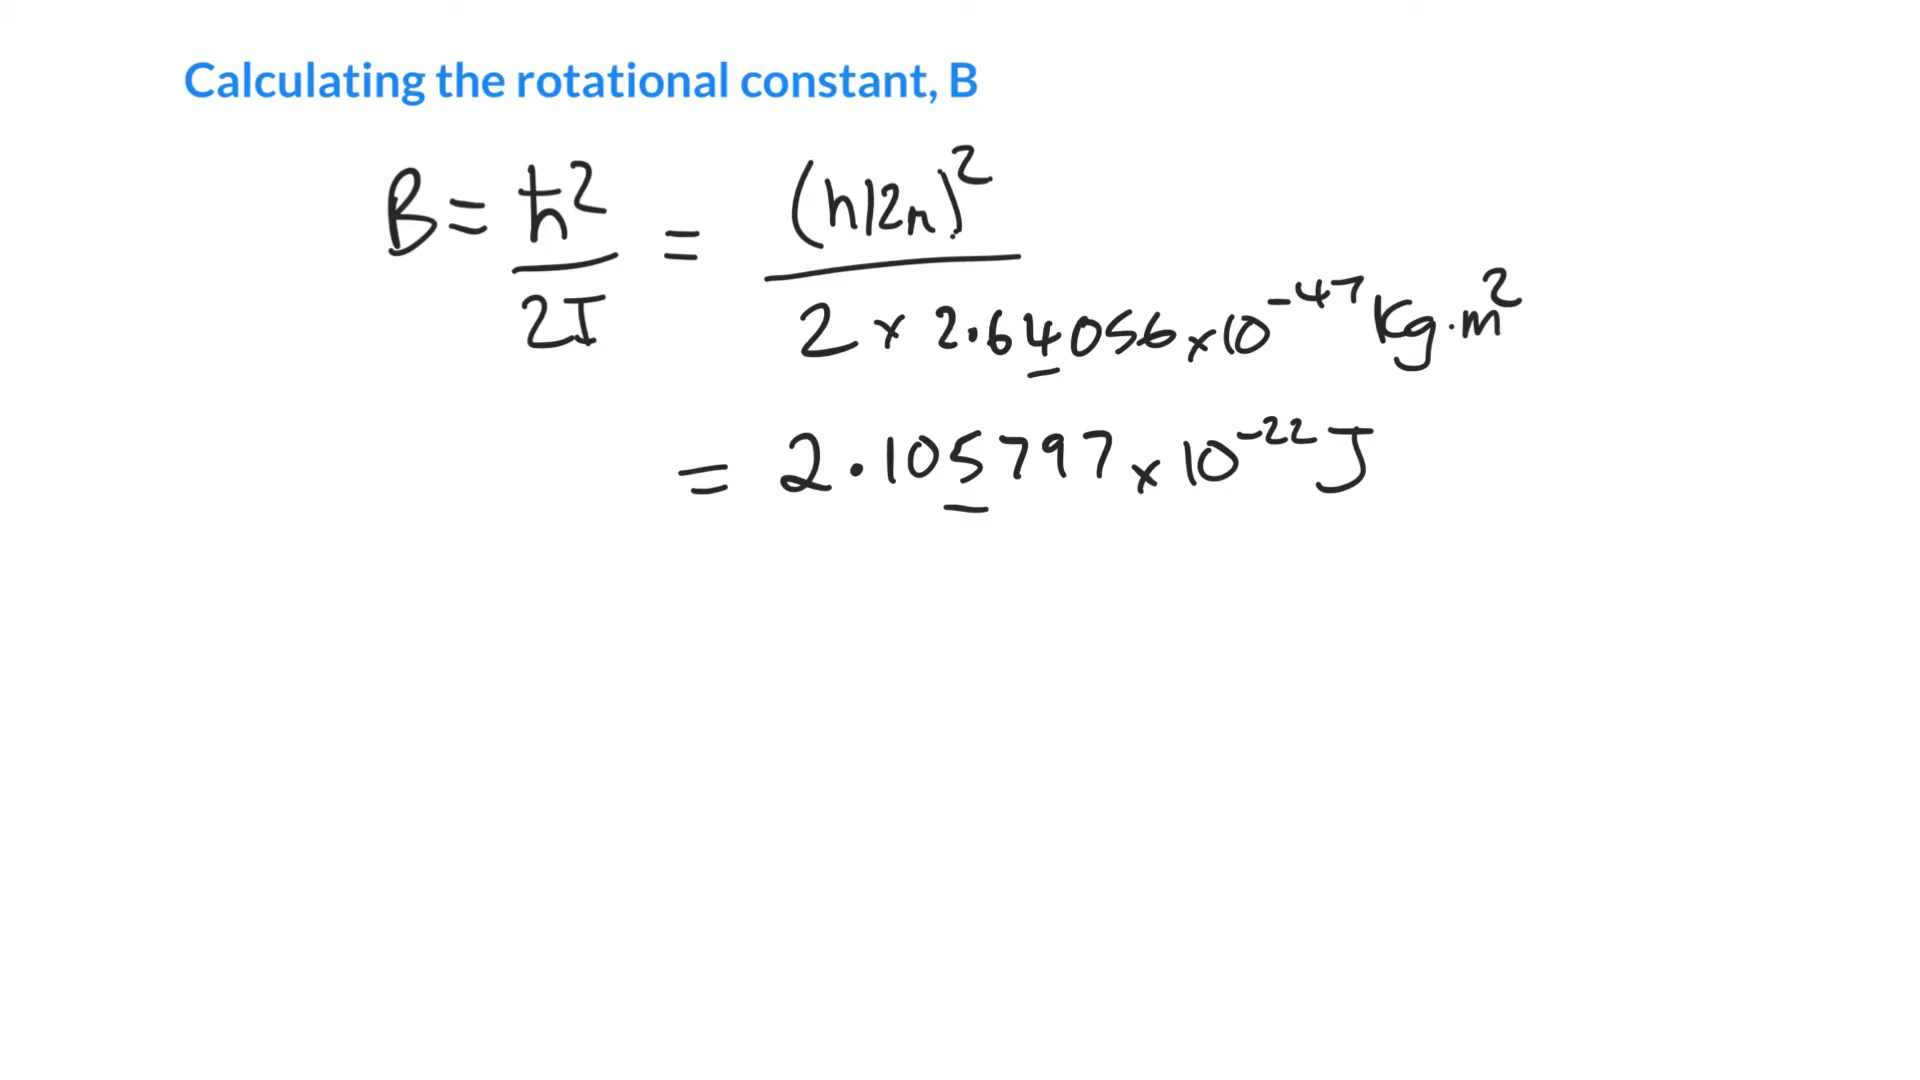 Calculating the rotational constant, B
B = ħ² / 2I = (h/2π)² / 2 × 2.64056 × 10⁻⁴⁷ Kg·m²
= 2.105797 × 10⁻²² J